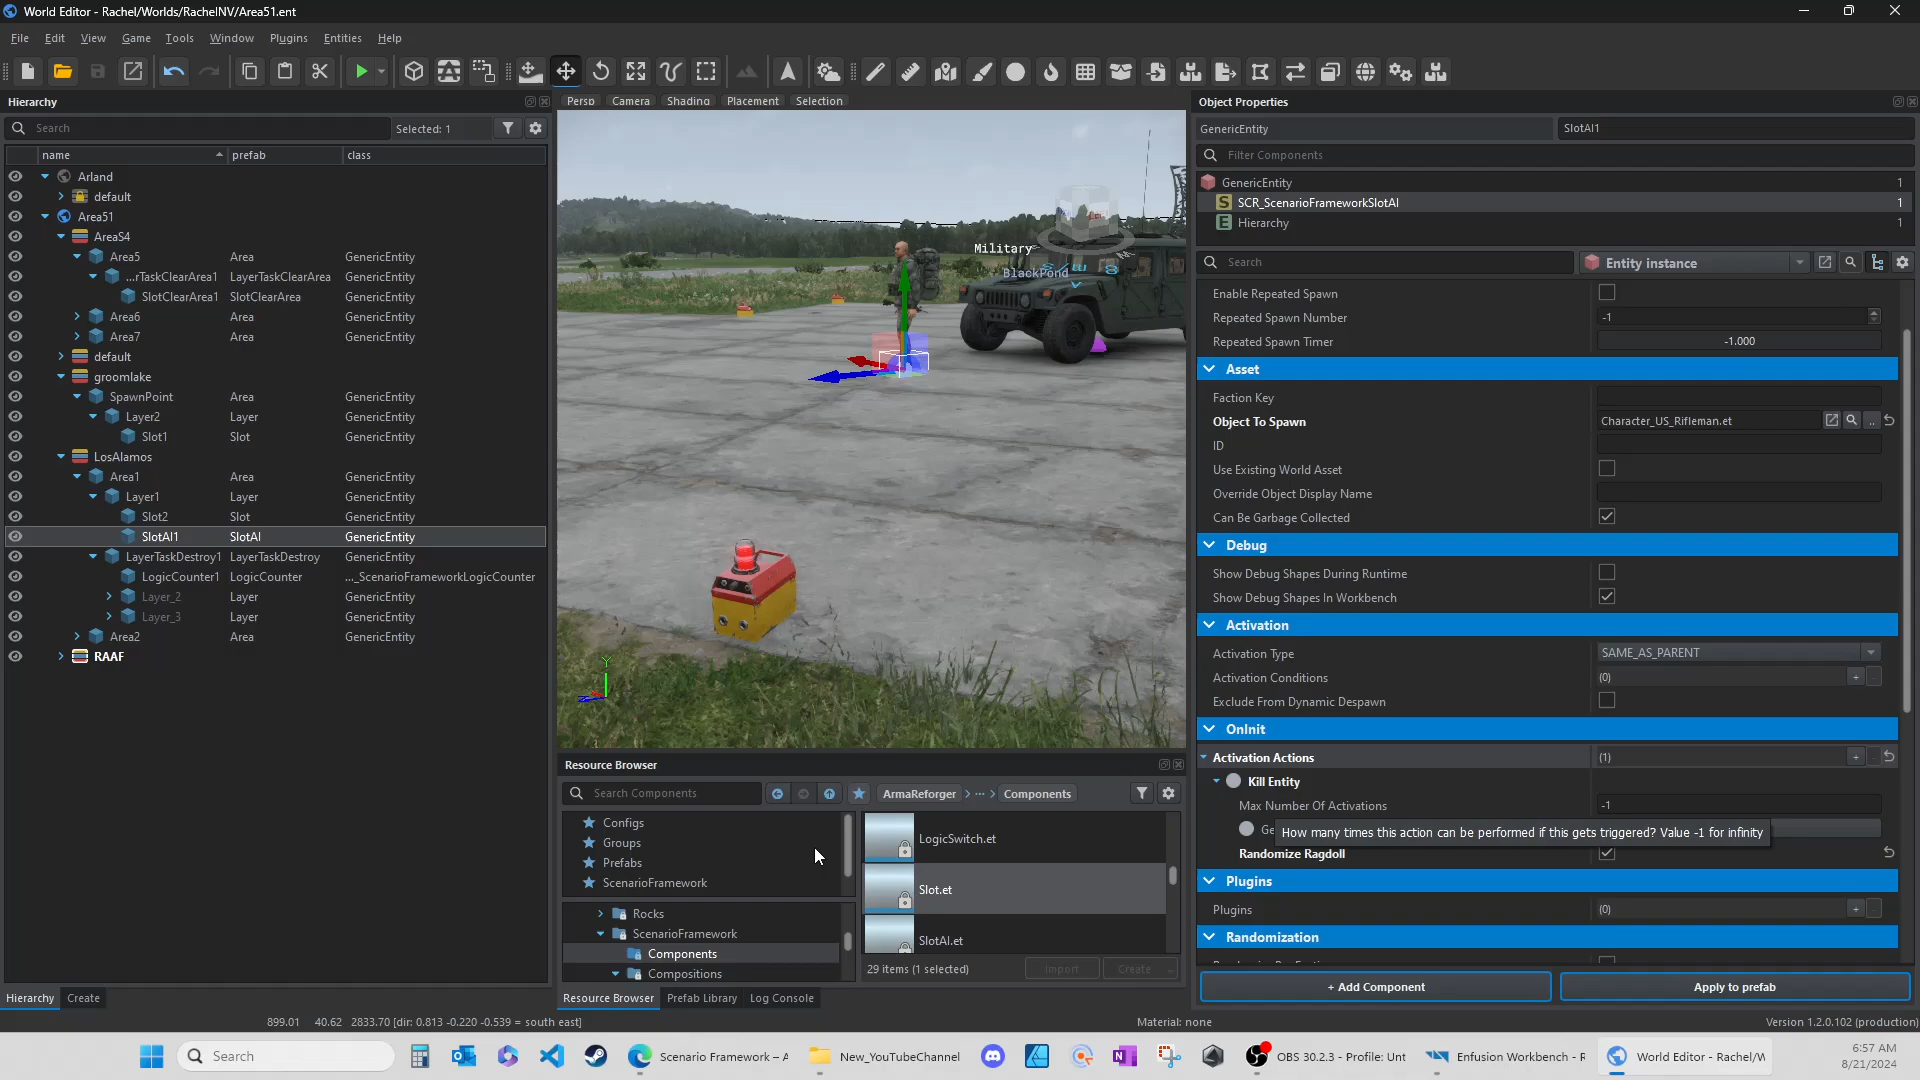 World Editor - Rachel/Worlds/RachelNV/Area51.ent
File Edit View Game Tools Window Plugins Entities Help
Hierarchy
Search
Selected: 1
name prefab class
Arland
default
Area51
AreaS4
Area5 Area GenericEntity
...rTaskClearArea1 LayerTaskClearArea GenericEntity
SlotClearArea1 SlotClearArea GenericEntity
Area6 Area GenericEntity
Area7 Area GenericEntity
default
groomlake
SpawnPoint Area GenericEntity
Layer2 Layer GenericEntity
Slot1 Slot GenericEntity
LosAlamos
Area1 Area GenericEntity
Layer1 Layer GenericEntity
Slot2 Slot GenericEntity
SlotAI1 SlotAI GenericEntity
LayerTaskDestroy1 LayerTaskDestroy GenericEntity
LogicCounter1 LogicCounter ..._ScenarioFrameworkLogicCounter
Layer_2 Layer GenericEntity
Layer_3 Layer GenericEntity
Area2 Area GenericEntity
RAAF
Hierarchy Create
Persp Camera Shading Placement Selection
Military
BlackPond
Y
Resource Browser
Search Components
ArmaReforger > ... > Components
Configs
Groups
Prefabs
ScenarioFramework
Rocks
ScenarioFramework
Components
Compositions
LogicSwitch.et
Slot.et
SlotAI.et
29 items (1 selected)
Import
Create
Resource Browser Prefab Library Log Console
Object Properties
GenericEntity SlotAI1
Filter Components
GenericEntity 1
S SCR_ScenarioFrameworkSlotAI 1
E Hierarchy 1
Search
Entity instance
Enable Repeated Spawn
Repeated Spawn Number -1
Repeated Spawn Timer -1.000
Asset
Faction Key
Object To Spawn Character_US_Rifleman.et ..
ID
Use Existing World Asset
Override Object Display Name
Can Be Garbage Collected
Debug
Show Debug Shapes During Runtime
Show Debug Shapes In Workbench
Activation
Activation Type SAME_AS_PARENT
Activation Conditions (0) +
Exclude From Dynamic Despawn
OnInit
Activation Actions (1) +
Kill Entity
Max Number Of Activations -1
Ge
How many times this action can be performed if this gets triggered? Value -1 for infinity
Randomize Ragdoll
Plugins
Plugins (0) +
Randomization
+ Add Component
Apply to prefab
899.01 40.62 2833.70 [dir: 0.813 -0.220 -0.539 = south east]
Material: none
Version 1.2.0.102 (production)
Search
Scenario Framework – A
New_YouTubeChannel
OBS 30.2.3 - Profile: Unt
Enfusion Workbench - R
World Editor - Rachel/W
6:57 AM
8/21/2024